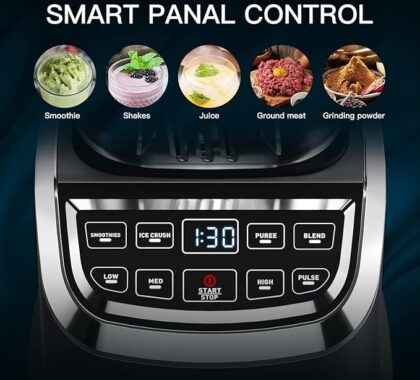 SMART PANAL CONTROL
Smoothie Shakes Juice Ground meat Grinding powder
SMOOTHIES ICE CRUSH 1:30 PUREE BLEND
LOW MED START HIGH PULSE
STOP